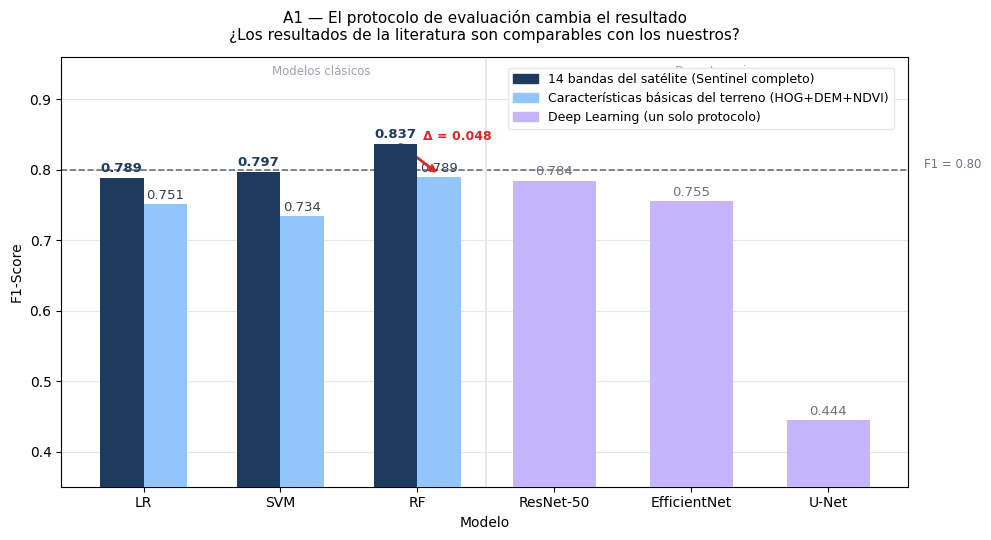 A1 — El protocolo de evaluación cambia el resultado
¿Los resultados de la literatura son comparables con los nuestros?
Modelos clásicos
14 bandas del satélite (Sentinel completo)
Características básicas del terreno (HOG+DEM+NDVI)
Deep Learning (un solo protocolo)
0.9
0.8
0.7
0.6
0.5
0.4
F1-Score
0.789
0.751
0.797
0.734
0.837
Δ = 0.048
0.789
0.784
0.755
0.444
F1 = 0.80
LR
SVM
RF
ResNet-50
EfficientNet
U-Net
Modelo